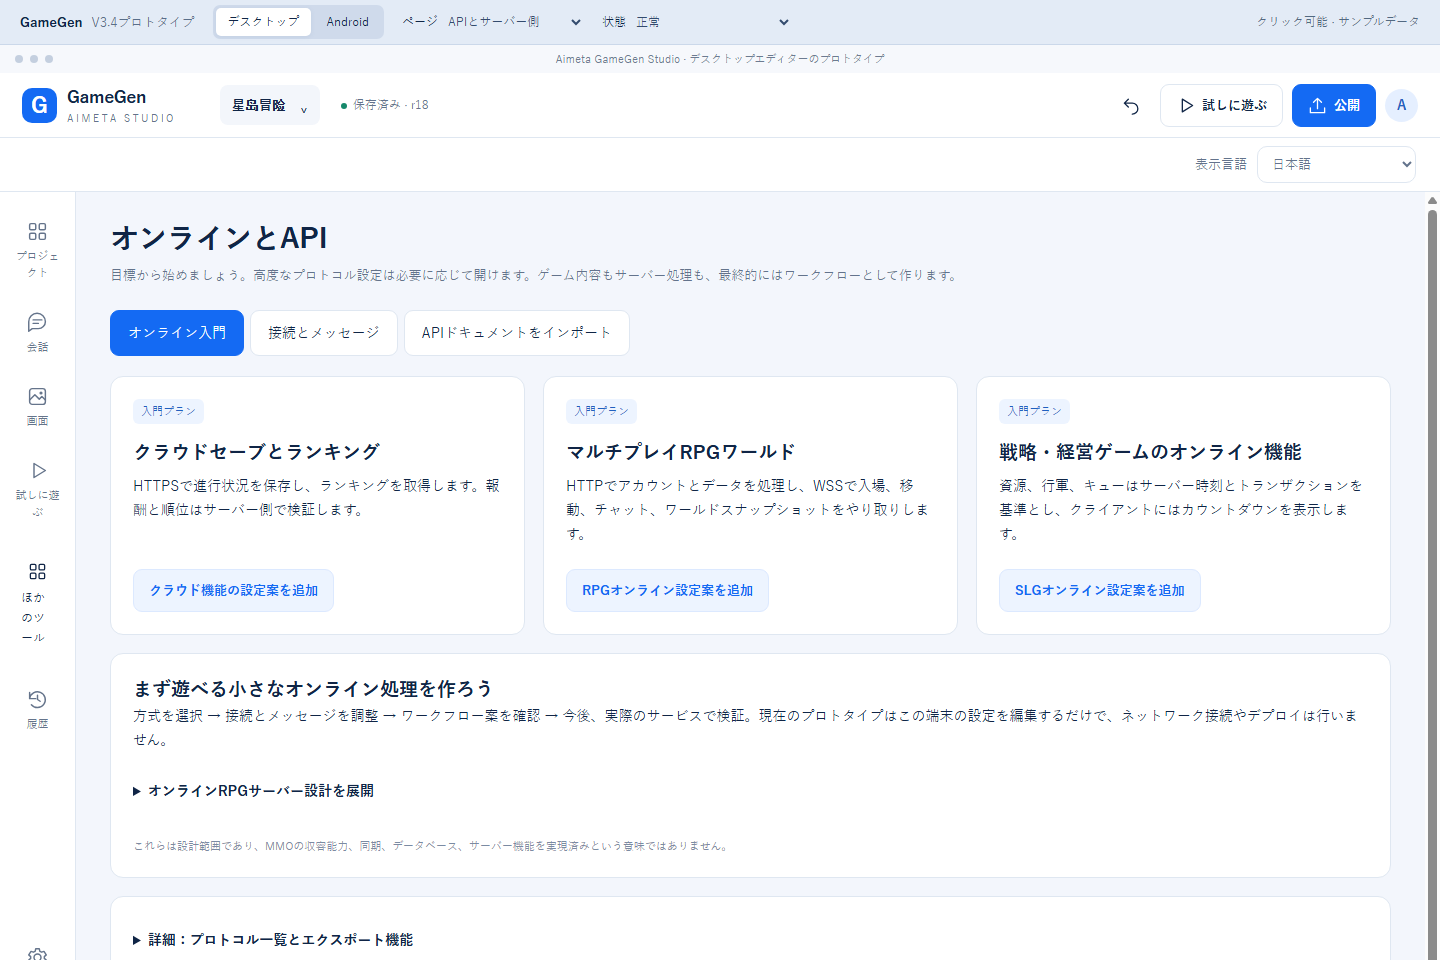 GameGen V3.4プロトタイプ デスクトップ Android ページ APIとサーバー側 状態 正常 クリック可能 · サンプルデータ
Aimeta GameGen Studio · デスクトップエディターのプロトタイプ
G GameGen
AIMETA STUDIO
星岛冒险 保存済み · r18 試しに遊ぶ 公開 A
表示言語 日本語
プロジェ
クト
会話
画面
試しに遊
ぶ
ほか
のツ
ール
履歴
オンラインとAPI
目標から始めましょう。高度なプロトコル設定は必要に応じて開けます。ゲーム内容もサーバー処理も、最終的にはワークフローとして作ります。
オンライン入門 接続とメッセージ APIドキュメントをインポート
入門プラン
クラウドセーブとランキング
HTTPSで進行状況を保存し、ランキングを取得します。報
酬と順位はサーバー側で検証します。
クラウド機能の設定案を追加
入門プラン
マルチプレイRPGワールド
HTTPでアカウントとデータを処理し、WSSで入場、移
動、チャット、ワールドスナップショットをやり取りしま
す。
RPGオンライン設定案を追加
入門プラン
戦略・経営ゲームのオンライン機能
資源、行軍、キューはサーバー時刻とトランザクションを
基準とし、クライアントにはカウントダウンを表示しま
す。
SLGオンライン設定案を追加
まず遊べる小さなオンライン処理を作ろう
方式を選択 → 接続とメッセージを調整 → ワークフロー案を確認 → 今後、実際のサービスで検証。現在のプロトタイプはこの端末の設定を編集するだけで、ネットワーク接続やデプロイは行いま
せん。
▶ オンラインRPGサーバー設計を展開
これらは設計範囲であり、MMOの収容能力、同期、データベース、サーバー機能を実現済みという意味ではありません。
▶ 詳細：プロトコル一覧とエクスポート機能